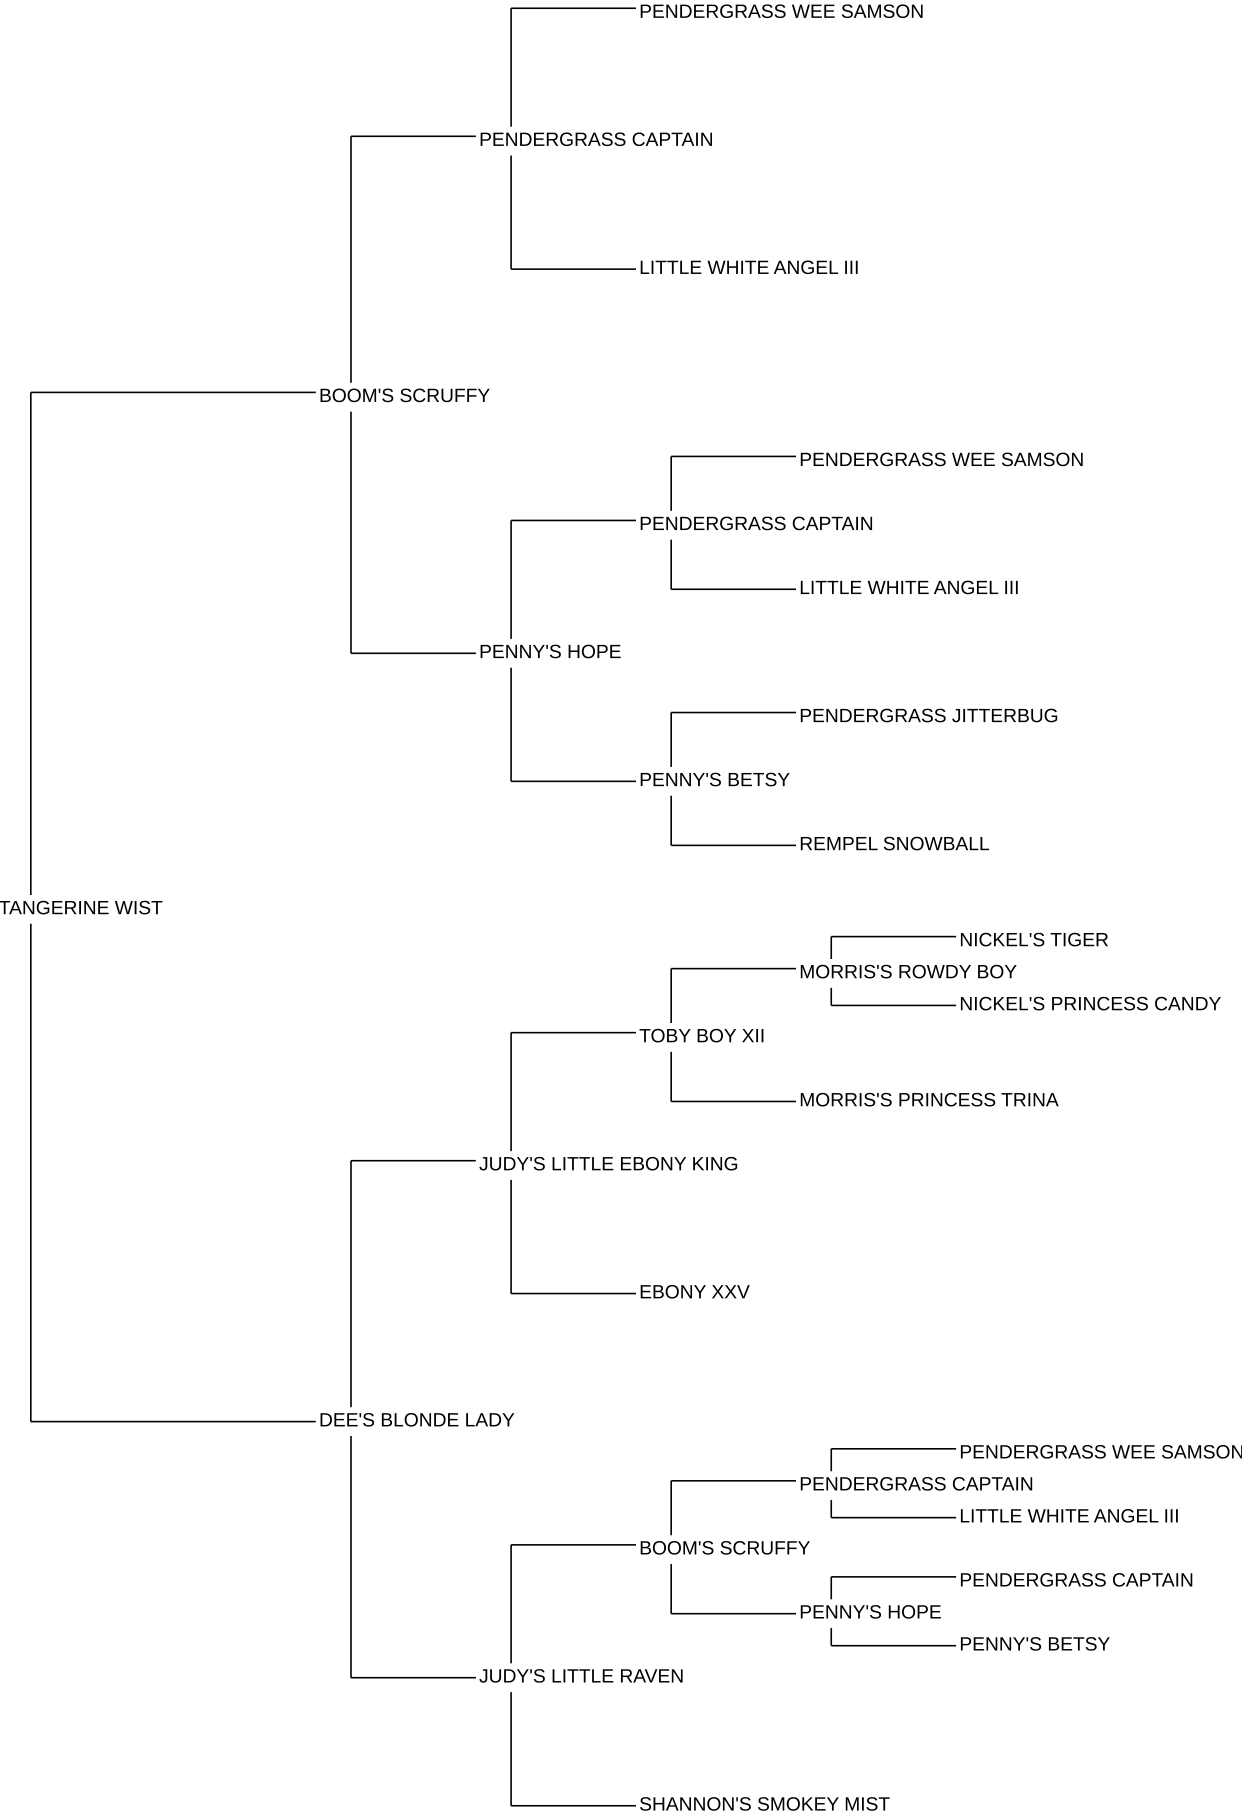 PENDERGRASS WEE SAMSON
PENDERGRASS CAPTAIN
LITTLE WHITE ANGEL III
BOOM'S SCRUFFY
PENDERGRASS WEE SAMSON
PENDERGRASS CAPTAIN
LITTLE WHITE ANGEL III
PENNY'S HOPE
PENDERGRASS JITTERBUG
PENNY'S BETSY
REMPEL SNOWBALL
TANGERINE WIST
NICKEL'S TIGER
MORRIS'S ROWDY BOY
NICKEL'S PRINCESS CANDY
TOBY BOY XII
MORRIS'S PRINCESS TRINA
JUDY'S LITTLE EBONY KING
EBONY XXV
DEE'S BLONDE LADY
PENDERGRASS WEE SAMSON
PENDERGRASS CAPTAIN
LITTLE WHITE ANGEL III
BOOM'S SCRUFFY
PENDERGRASS CAPTAIN
PENNY'S HOPE
PENNY'S BETSY
JUDY'S LITTLE RAVEN
SHANNON'S SMOKEY MIST